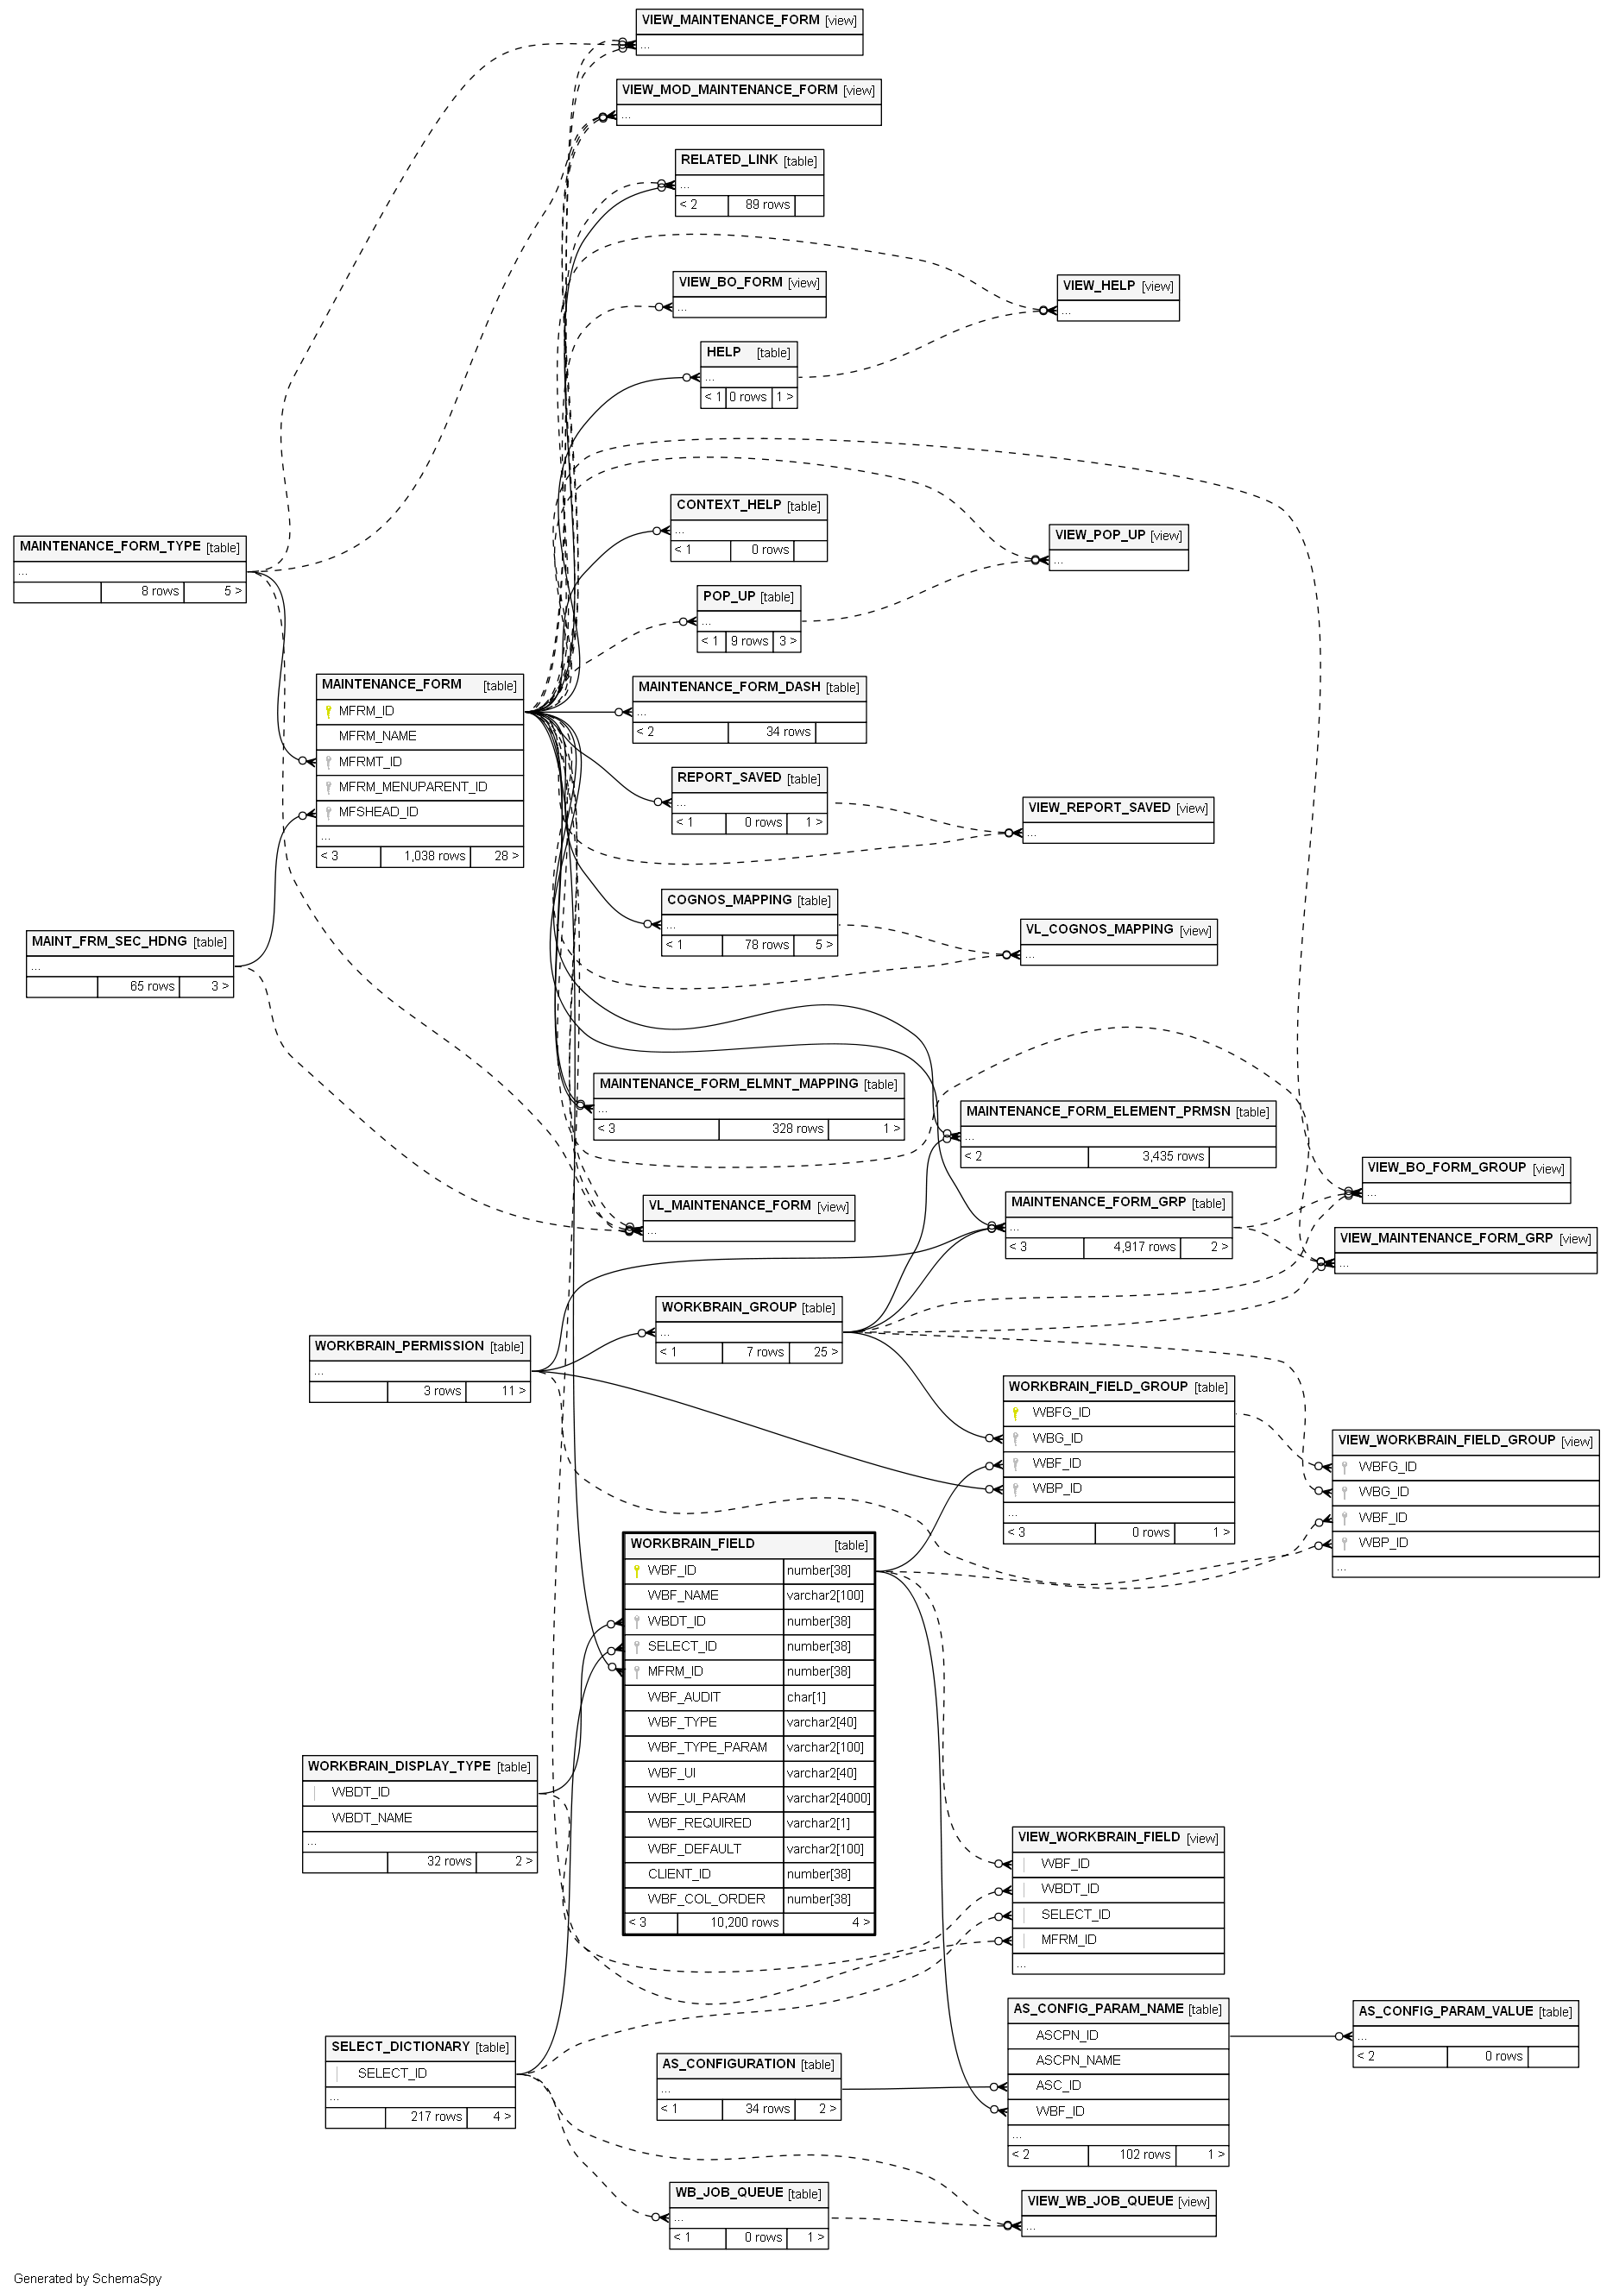 VIEW_MAINTENANCE_FORM [view]
...
VIEW_MOD_MAINTENANCE_FORM [view]
...
RELATED_LINK [table]
...
< 2 89 rows
VIEW_BO_FORM [view]
...
VIEW_HELP [view]
...
HELP [table]
...
< 1 0 rows 1 >
CONTEXT_HELP [table]
...
< 1 0 rows
VIEW_POP_UP [view]
...
MAINTENANCE_FORM_TYPE [table]
...
8 rows 5 >
POP_UP [table]
...
< 1 9 rows 3 >
MAINTENANCE_FORM [table]
MFRM_ID
MFRM_NAME
MFRMT_ID
MFRM_MENUPARENT_ID
MFSHEAD_ID
...
< 3 1,038 rows 28 >
MAINTENANCE_FORM_DASH [table]
...
< 2 34 rows
REPORT_SAVED [table]
...
< 1 0 rows 1 >
VIEW_REPORT_SAVED [view]
...
COGNOS_MAPPING [table]
...
< 1 78 rows 5 >
VL_COGNOS_MAPPING [view]
...
MAINT_FRM_SEC_HDNG [table]
...
65 rows 3 >
MAINTENANCE_FORM_ELMNT_MAPPING [table]
...
< 3 328 rows 1 >
MAINTENANCE_FORM_ELEMENT_PRMSN [table]
...
< 2 3,435 rows
VIEW_BO_FORM_GROUP [view]
...
VL_MAINTENANCE_FORM [view]
...
MAINTENANCE_FORM_GRP [table]
...
< 3 4,917 rows 2 >
VIEW_MAINTENANCE_FORM_GRP [view]
...
WORKBRAIN_GROUP [table]
...
< 1 7 rows 25 >
WORKBRAIN_PERMISSION [table]
...
3 rows 11 >
WORKBRAIN_FIELD_GROUP [table]
WBFG_ID
WBG_ID
WBF_ID
WBP_ID
...
< 3 0 rows 1 >
VIEW_WORKBRAIN_FIELD_GROUP [view]
WBFG_ID
WBG_ID
WBF_ID
WBP_ID
...
WORKBRAIN_FIELD [table]
WBF_ID number[38]
WBF_NAME varchar2[100]
WBDT_ID number[38]
SELECT_ID number[38]
MFRM_ID number[38]
WBF_AUDIT char[1]
WBF_TYPE varchar2[40]
WBF_TYPE_PARAM varchar2[100]
WBF_UI varchar2[40]
WBF_UI_PARAM varchar2[4000]
WBF_REQUIRED varchar2[1]
WBF_DEFAULT varchar2[100]
CLIENT_ID number[38]
WBF_COL_ORDER number[38]
< 3 10,200 rows 4 >
WORKBRAIN_DISPLAY_TYPE [table]
WBDT_ID
WBDT_NAME
...
32 rows 2 >
VIEW_WORKBRAIN_FIELD [view]
WBF_ID
WBDT_ID
SELECT_ID
MFRM_ID
...
SELECT_DICTIONARY [table]
SELECT_ID
...
217 rows 4 >
AS_CONFIGURATION [table]
...
< 1 34 rows 2 >
AS_CONFIG_PARAM_NAME [table]
ASCPN_ID
ASCPN_NAME
ASC_ID
WBF_ID
...
< 2 102 rows 1 >
AS_CONFIG_PARAM_VALUE [table]
...
< 2 0 rows
WB_JOB_QUEUE [table]
...
< 1 0 rows 1 >
VIEW_WB_JOB_QUEUE [view]
...
Generated by SchemaSpy